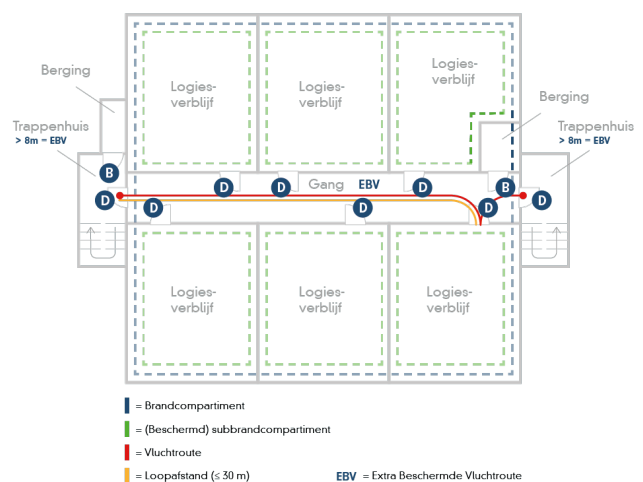 Berging
Trappenhuis
> 8m = EBV
Logies-
verblijf
Logies-
verblijf
Logies-
verblijf
Berging
Trappenhuis
> 8m = EBV
B
D
D
D
Gang EBV
D
B
D
D
D
D
D
Logies-
verblijf
Logies-
verblijf
Logies-
verblijf
= Brandcompartiment
= (Beschermd) subbrandcompartiment
= Vluchtroute
= Loopafstand (≤ 30 m)
EBV = Extra Beschermde Vluchtroute